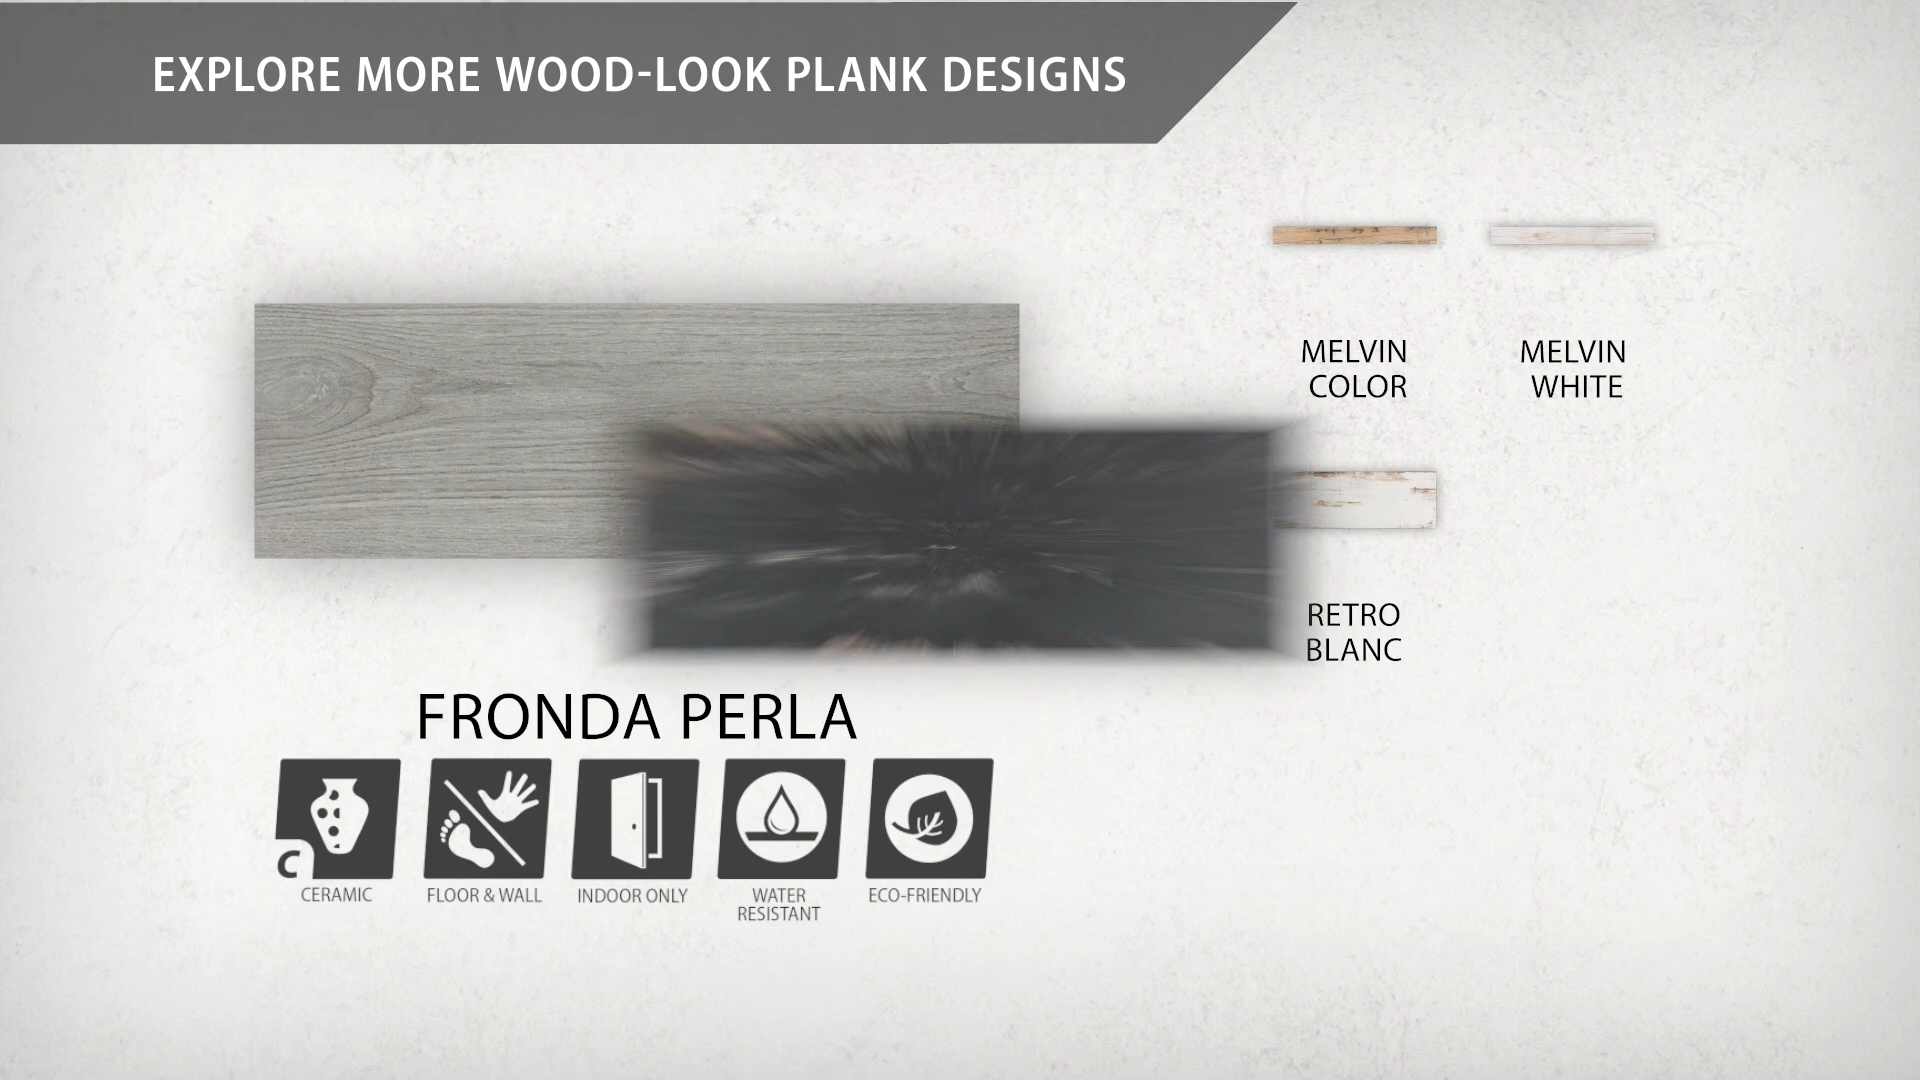 EXPLORE MORE WOOD-LOOK PLANK DESIGNS
MELVIN
COLOR
MELVIN
WHITE
RETRO
BLANC
FRONDA PERLA
C
CERAMIC
FLOOR & WALL
INDOOR ONLY
WATER
RESISTANT
ECO-FRIENDLY